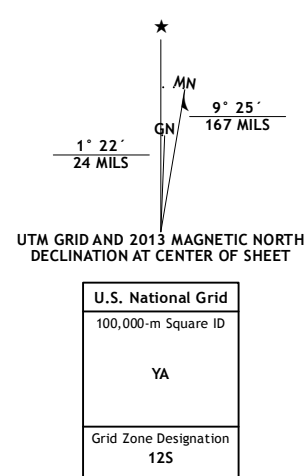 MN
9° 25´
167 MILS
GN
1° 22´
24 MILS
UTM GRID AND 2013 MAGNETIC NORTH
DECLINATION AT CENTER OF SHEET
U.S. National Grid
100,000-m Square ID
YA
Grid Zone Designation
12S